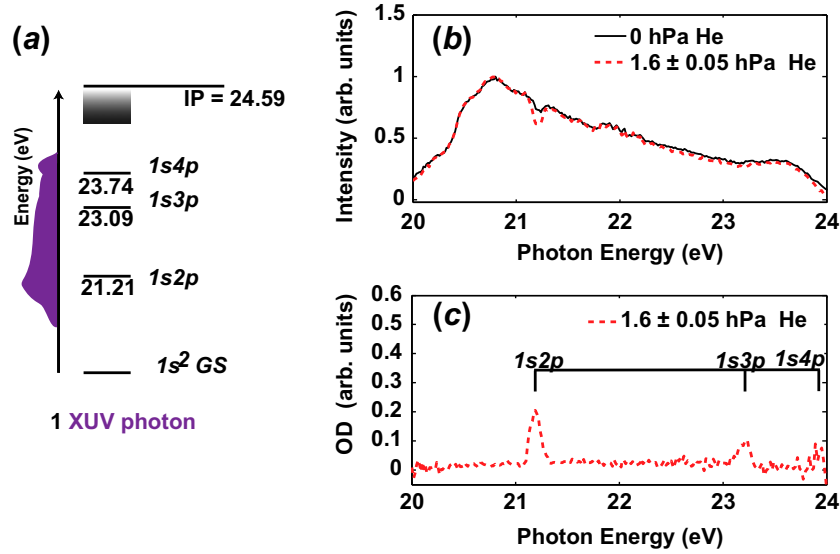 (a)
IP = 24.59
Energy (eV)
1s4p
23.74
1s3p
23.09
1s2p
21.21
1s² GS
1 XUV photon
(b)
0 hPa He
1.6 ± 0.05 hPa He
Intensity (arb. units)
1
0.5
0
20 21 22 23 24
Photon Energy (eV)
(c)
1.6 ± 0.05 hPa He
1s2p 1s3p 1s4p
OD (arb. units)
0.6
0.5
0.4
0.3
0.2
0.1
0
20 21 22 23 24
Photon Energy (eV)